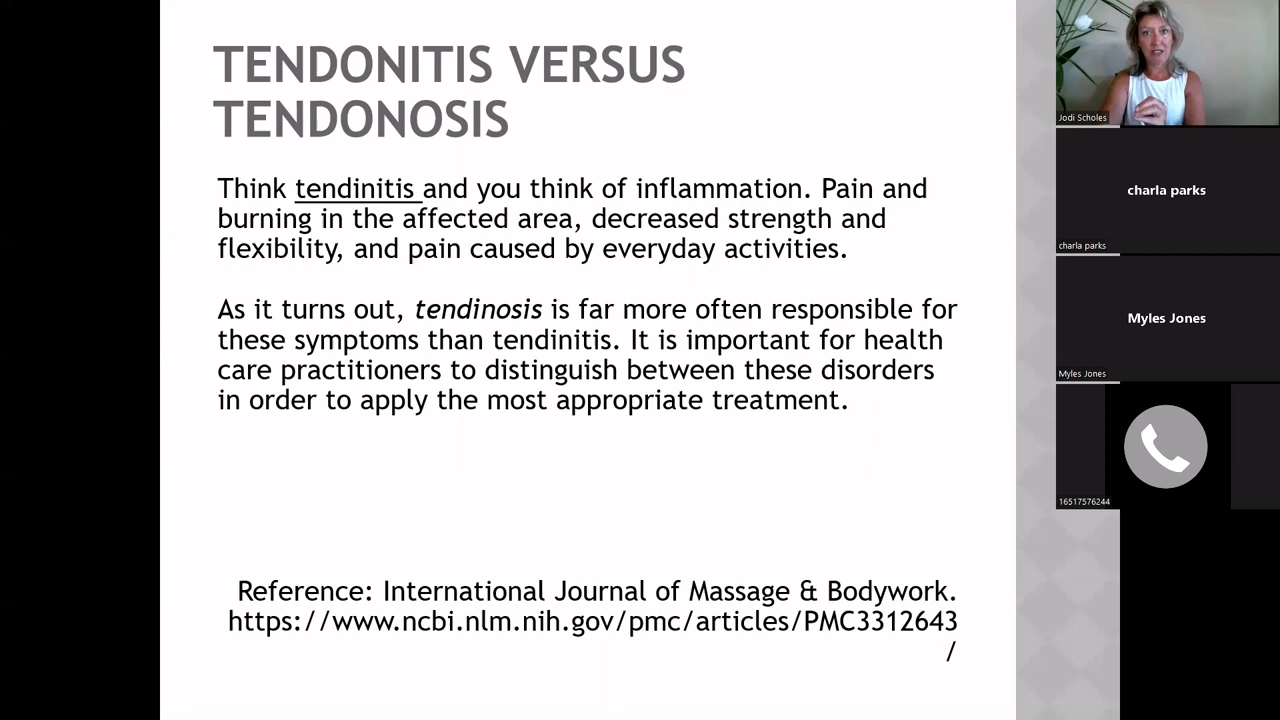 TENDONITIS VERSUS
TENDONOSIS
Think tendinitis and you think of inflammation. Pain and
burning in the affected area, decreased strength and
flexibility, and pain caused by everyday activities.
As it turns out, tendinosis is far more often responsible for
these symptoms than tendinitis. It is important for health
care practitioners to distinguish between these disorders
in order to apply the most appropriate treatment.
Reference: International Journal of Massage & Bodywork.
https://www.ncbi.nlm.nih.gov/pmc/articles/PMC3312643
/
Jodi Scholes
charla parks
charla parks
Myles Jones
Myles Jones
16517576244